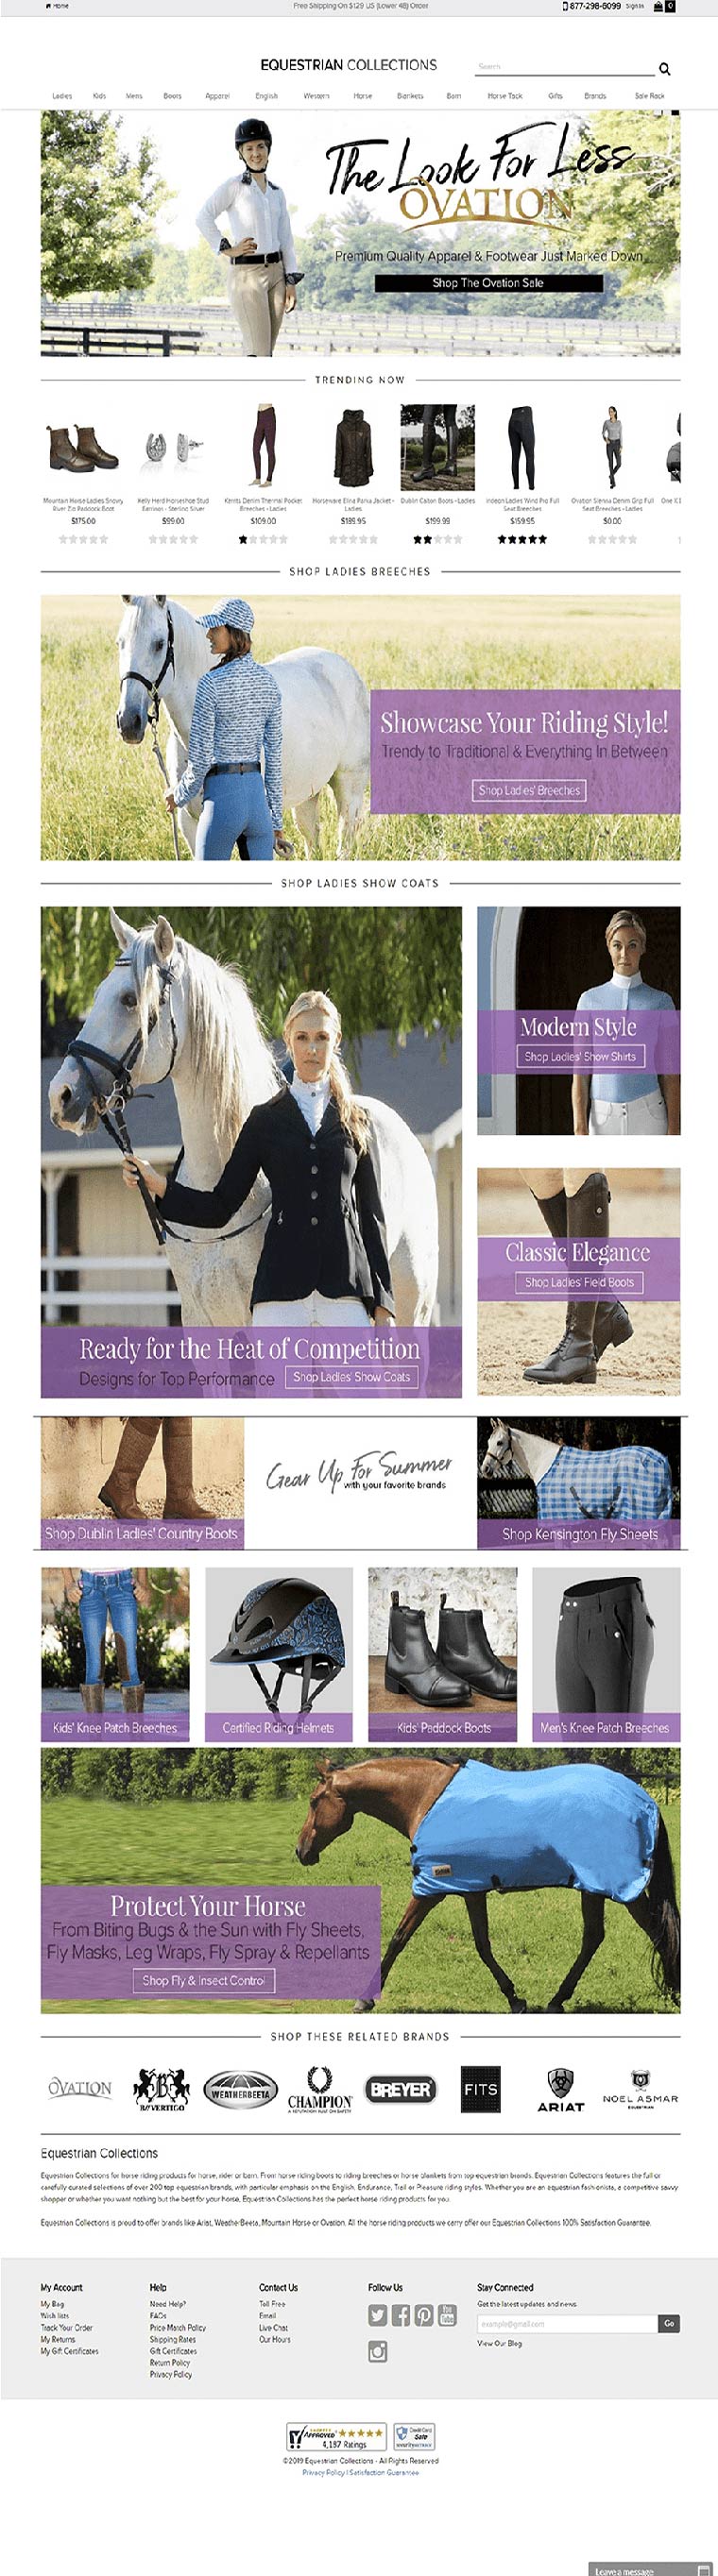 Home
Free Shipping On $129 US (Lower 48) Order
877-298-6099 Sign In 0
EQUESTRIAN COLLECTIONS
Search
Ladies Kids Mens Boots Apparel English Western Horse Blankets Barn Horse Tack Gifts Brands Sale Rack
The Look For Less
OVATION
Premium Quality Apparel & Footwear Just Marked Down
Shop The Ovation Sale
TRENDING NOW
Mountain Horse Ladies Snowy River Zip Paddock Boot
$175.00
Kelly Herd Horseshoe Stud Earrings - Sterling Silver
$99.00
Kerrits Denim Thermal Pocket Breeches - Ladies
$109.00
Horseware Elina Parka Jacket - Ladies
$189.95
Dublin Calton Boots - Ladies
$199.99
Irideon Ladies Wind Pro Full Seat Breeches
$159.95
Ovation Sienna Denim Grip Full Seat Breeches - Ladies
$0.00
One K D
SHOP LADIES BREECHES
Showcase Your Riding Style!
Trendy to Traditional & Everything In Between
Shop Ladies' Breeches
SHOP LADIES SHOW COATS
Ready for the Heat of Competition
Designs for Top Performance
Shop Ladies' Show Coats
Modern Style
Shop Ladies' Show Shirts
Classic Elegance
Shop Ladies' Field Boots
Shop Dublin Ladies' Country Boots
Gear Up For Summer
with your favorite brands
Shop Kensington Fly Sheets
Kids' Knee Patch Breeches
Certified Riding Helmets
Kids' Paddock Boots
Men's Knee Patch Breeches
Protect Your Horse
From Biting Bugs & the Sun with Fly Sheets,
Fly Masks, Leg Wraps, Fly Spray & Repellants
Shop Fly & Insect Control
SHOP THESE RELATED BRANDS
OVATION
B VERTIGO
WEATHERBEETA
CHAMPION
A REPUTATION BUILT ON SAFETY
BREYER
FITS
ARIAT
NOEL ASMAR
EQUESTRIAN
Equestrian Collections
Equestrian Collections for horse riding products for horse, rider or barn. From horse riding boots to riding breeches or horse blankets from top equestrian brands. Equestrian Collections features the full or
carefully curated selections of over 200 top equestrian brands, with particular emphasis on the English, Endurance, Trail or Pleasure riding styles. Whether you are an equestrian fashionista, a competitive savvy
shopper or whether you want nothing but the best for your horse, Equestrian Collections has the perfect horse riding products for you.
Equestrian Collections is proud to offer brands like Ariat, WeatherBeeta, Mountain Horse or Ovation. All the horse riding products we carry offer our Equestrian Collections 100% Satisfaction Guarantee.
My Account
My Bag
Wish lists
Track Your Order
My Returns
My Gift Certificates
Help
Need Help?
FAQs
Price Match Policy
Shipping Rates
Gift Certificates
Return Policy
Privacy Policy
Contact Us
Toll Free
Email
Live Chat
Our Hours
Follow Us
You Tube
Stay Connected
Get the latest updates and news.
example@gmail.com
Go
View Our Blog
APPROVED
4,187 Ratings
Credit Card
Safe
©2019 Equestrian Collections - All Rights Reserved
Privacy Policy | Satisfaction Guarantee
Leave a message